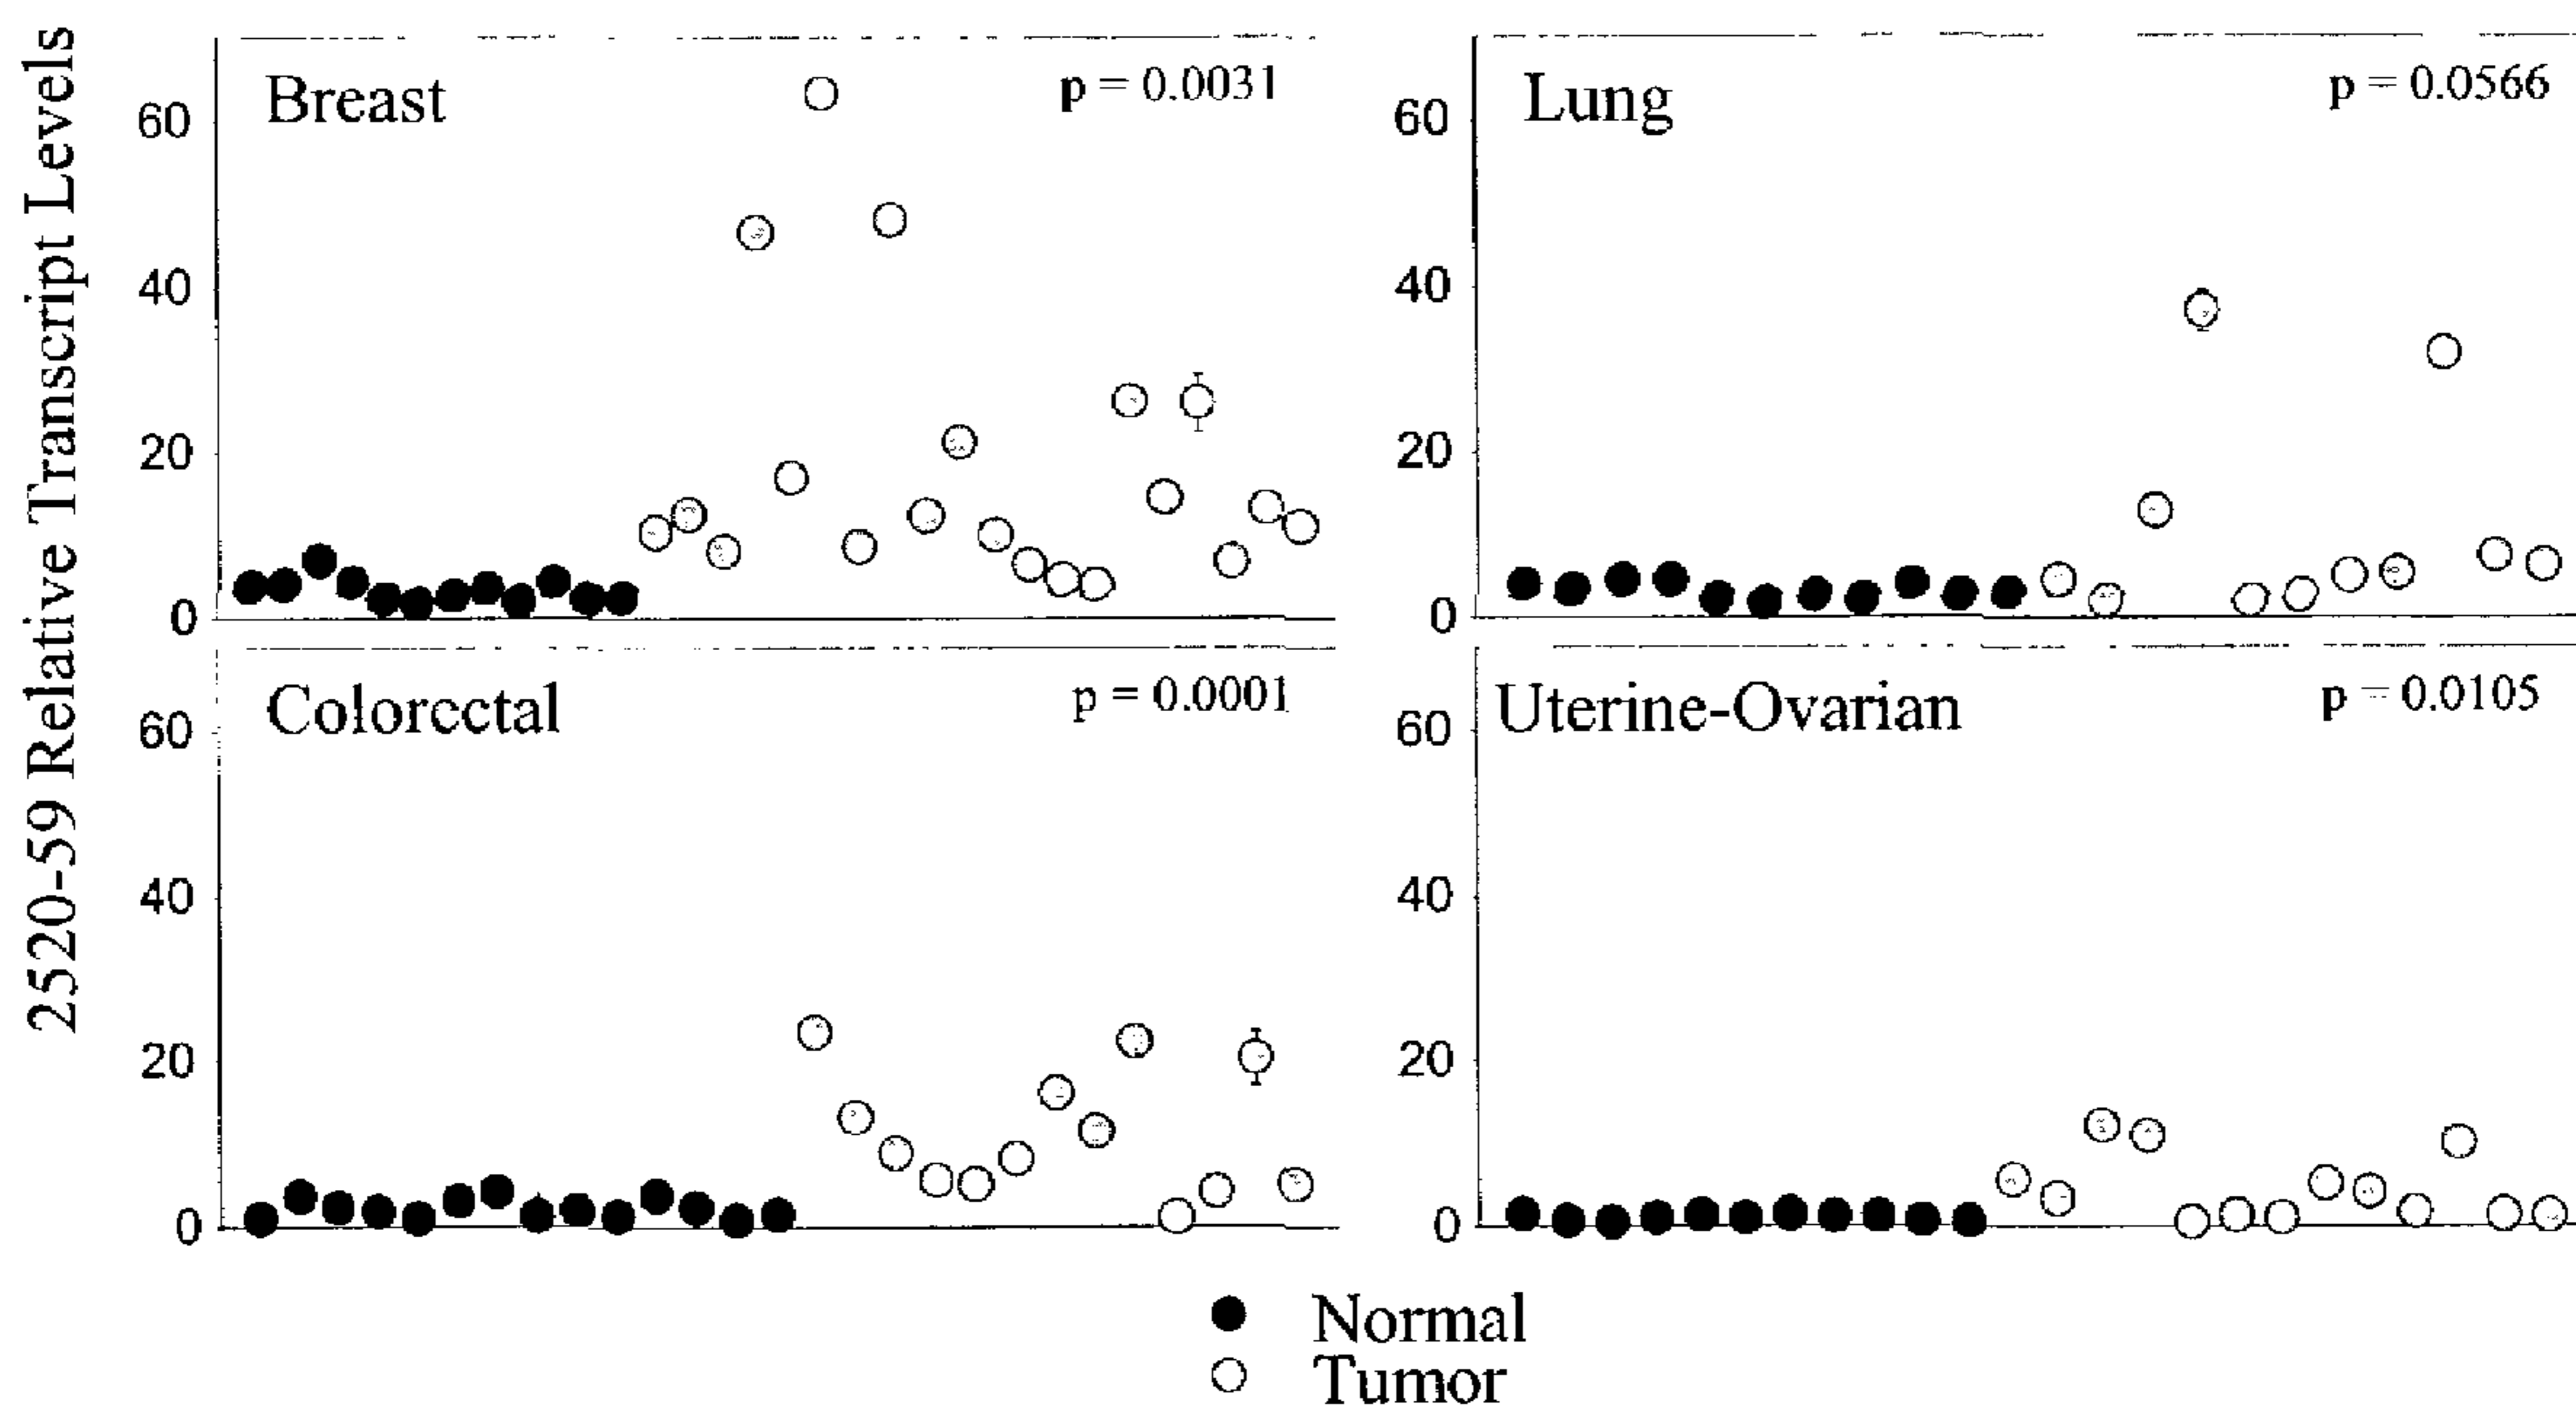 2520-59 Relative Transcript Levels
Breast
p = 0.0031
60
40
20
0
Lung
p = 0.0566
60
40
20
0
Colorectal
p = 0.0001
60
40
20
0
Uterine-Ovarian
p = 0.0105
60
40
20
0
Normal
Tumor